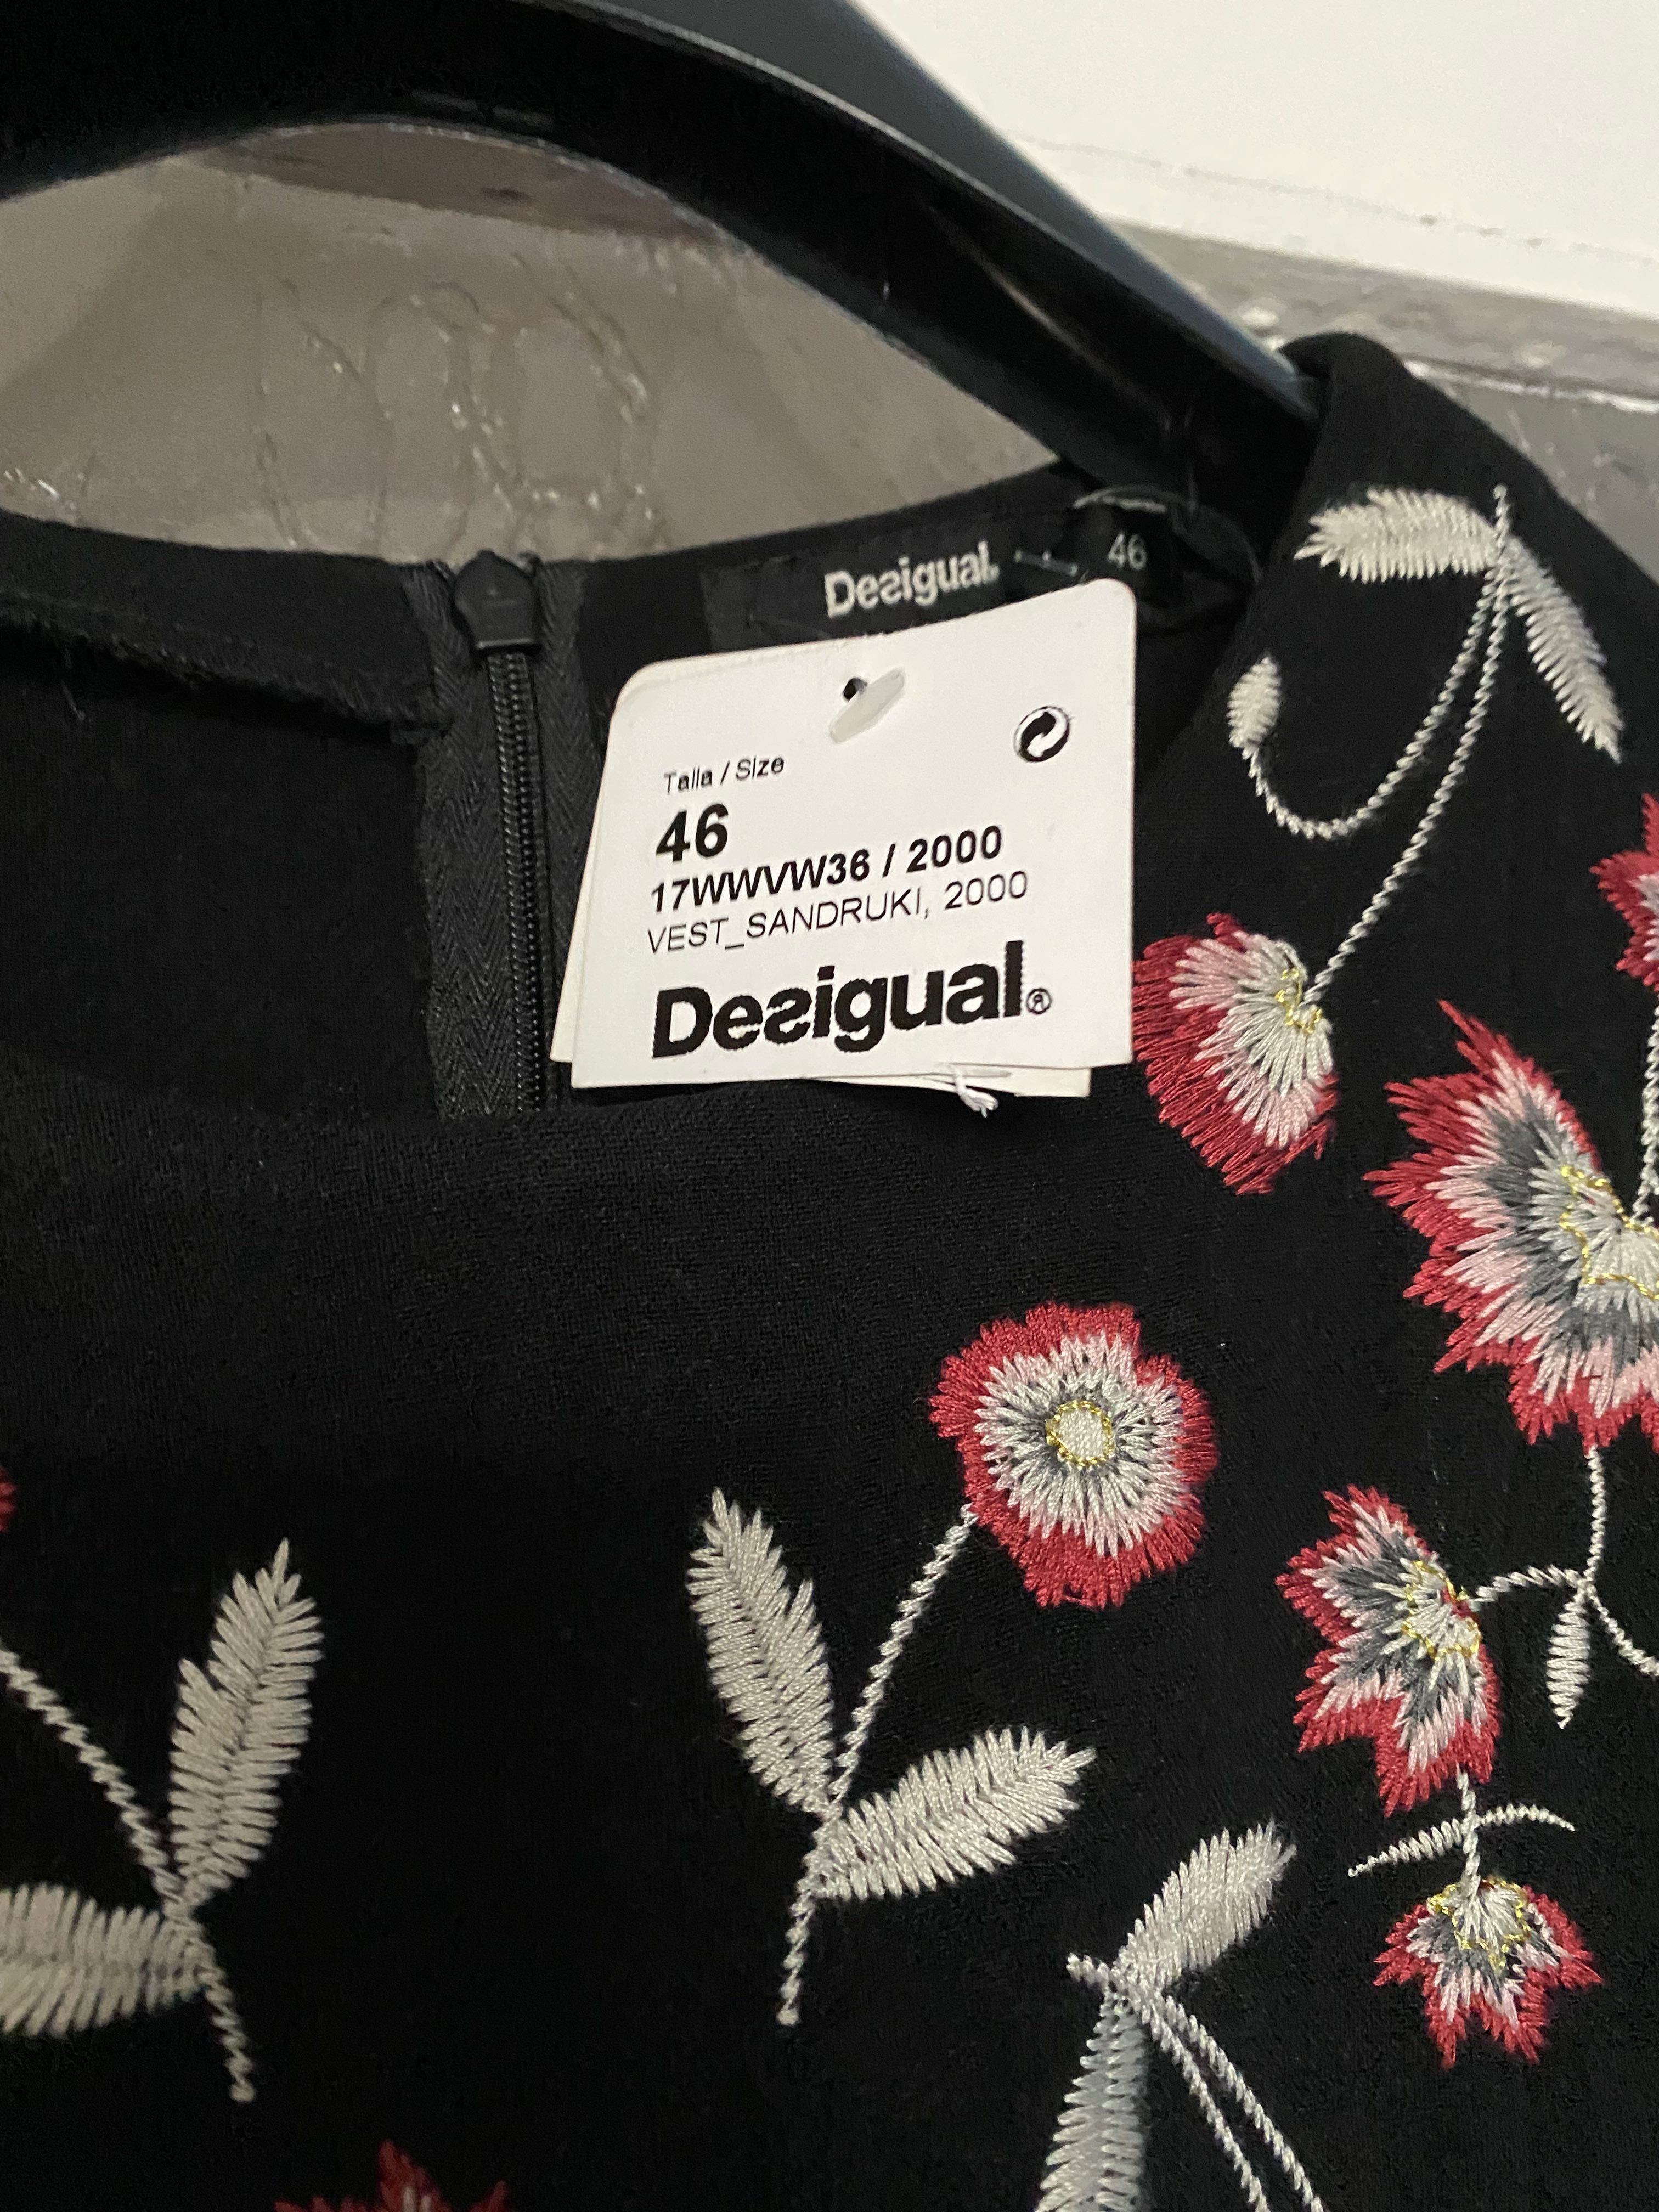 Desigual.
46
Talla / Size
46
17WWVW36 / 2000
VEST_SANDRUKI, 2000
Desigual®